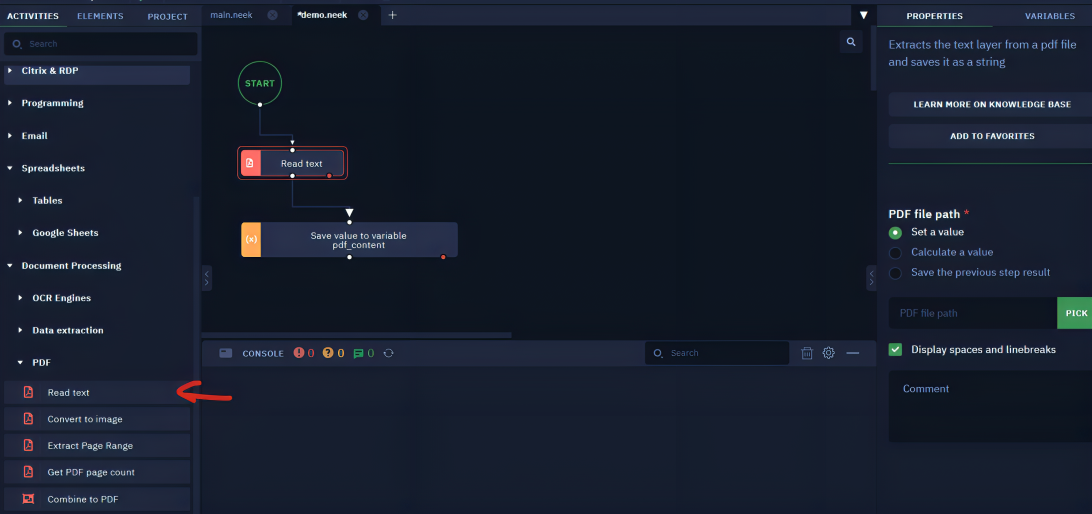 ACTIVITIES ELEMENTS PROJECT
Search
Citrix & RDP
Programming
Email
Spreadsheets
Tables
Google Sheets
Document Processing
OCR Engines
Data extraction
PDF
Read text
Convert to image
Extract Page Range
Get PDF page count
Combine to PDF
main.neek *demo.neek +
START
Read text
(x) Save value to variable
pdf_content
CONSOLE 0 0 0 Search
PROPERTIES VARIABLES
Extracts the text layer from a pdf file
and saves it as a string
LEARN MORE ON KNOWLEDGE BASE
ADD TO FAVORITES
PDF file path *
Set a value
Calculate a value
Save the previous step result
PDF file path PICK
Display spaces and linebreaks
Comment